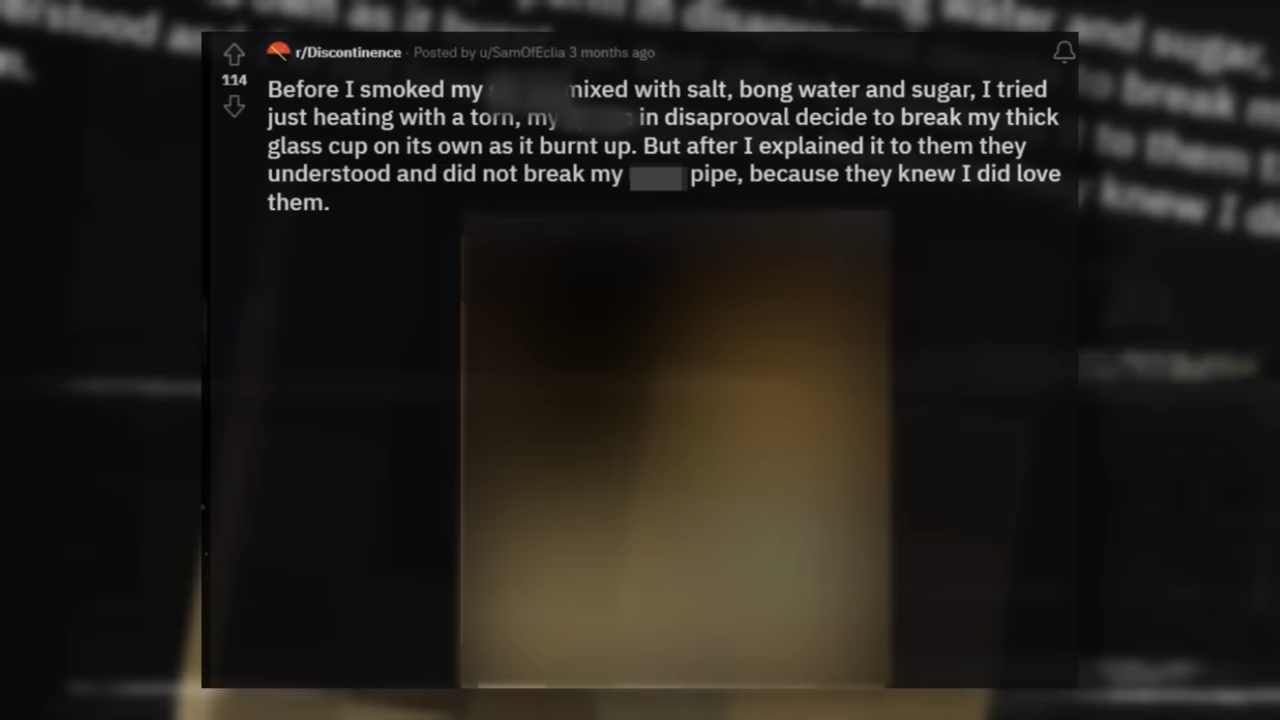 r/Discontinence · Posted by u/SamOfEclia 3 months ago
114
Before I smoked my mixed with salt, bong water and sugar, I tried
just heating with a torn, my in disaprooval decide to break my thick
glass cup on its own as it burnt up. But after I explained it to them they
understood and did not break my pipe, because they knew I did love
them.